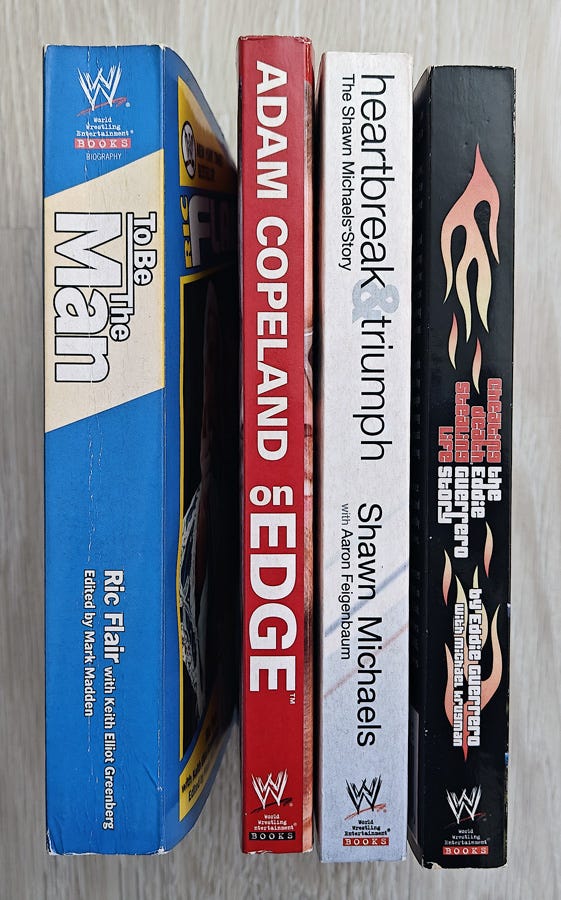 W
World
Wrestling
Entertainment®
BOOKS
BIOGRAPHY
To Be
The
Man
Ric Flair with Keith Elliot Greenberg
Edited by Mark Madden
RIC
ADAM COPELAND on EDGE™
W
World
Wrestling
Entertainment®
BOOKS
heartbreak & triumph
The Shawn Michaels™ Story
Shawn Michaels
with Aaron Feigenbaum
W
World
Wrestling
Entertainment®
BOOKS
cheating
death
stealing
life
the
Eddie
Guerrero
Story
by Eddie Guerrero
with Michael Krugman
W
World
Wrestling
Entertainment®
BOOKS